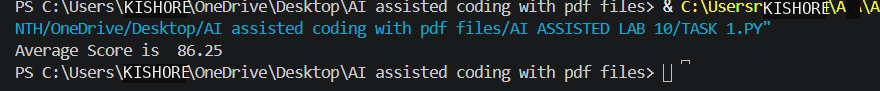 PS C:\Users\KISHORE\OneDrive\Desktop\AI assisted coding with pdf files> & C:\Usersr KISHORE\A \A
NTH/OneDrive/Desktop/AI assisted coding with pdf files/AI ASSISTED LAB 10/TASK 1.PY"
Average Score is  86.25
PS C:\Users\KISHORE\OneDrive\Desktop\AI assisted coding with pdf files>